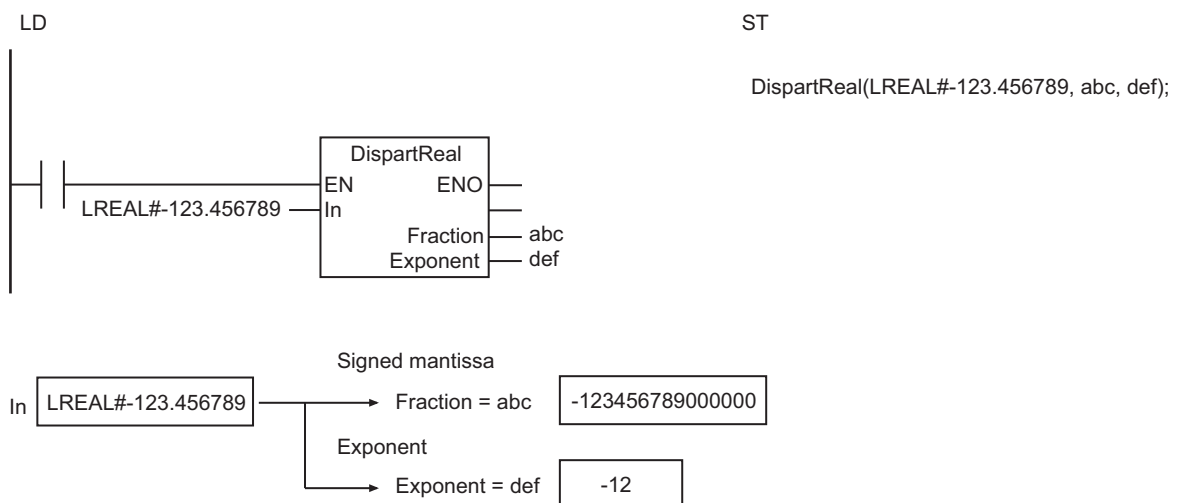 LD
ST
DispartReal(LREAL#-123.456789, abc, def);
DispartReal
EN ENO
LREAL#-123.456789 In
Fraction abc
Exponent def
Signed mantissa
In LREAL#-123.456789 Fraction = abc -123456789000000
Exponent
Exponent = def -12